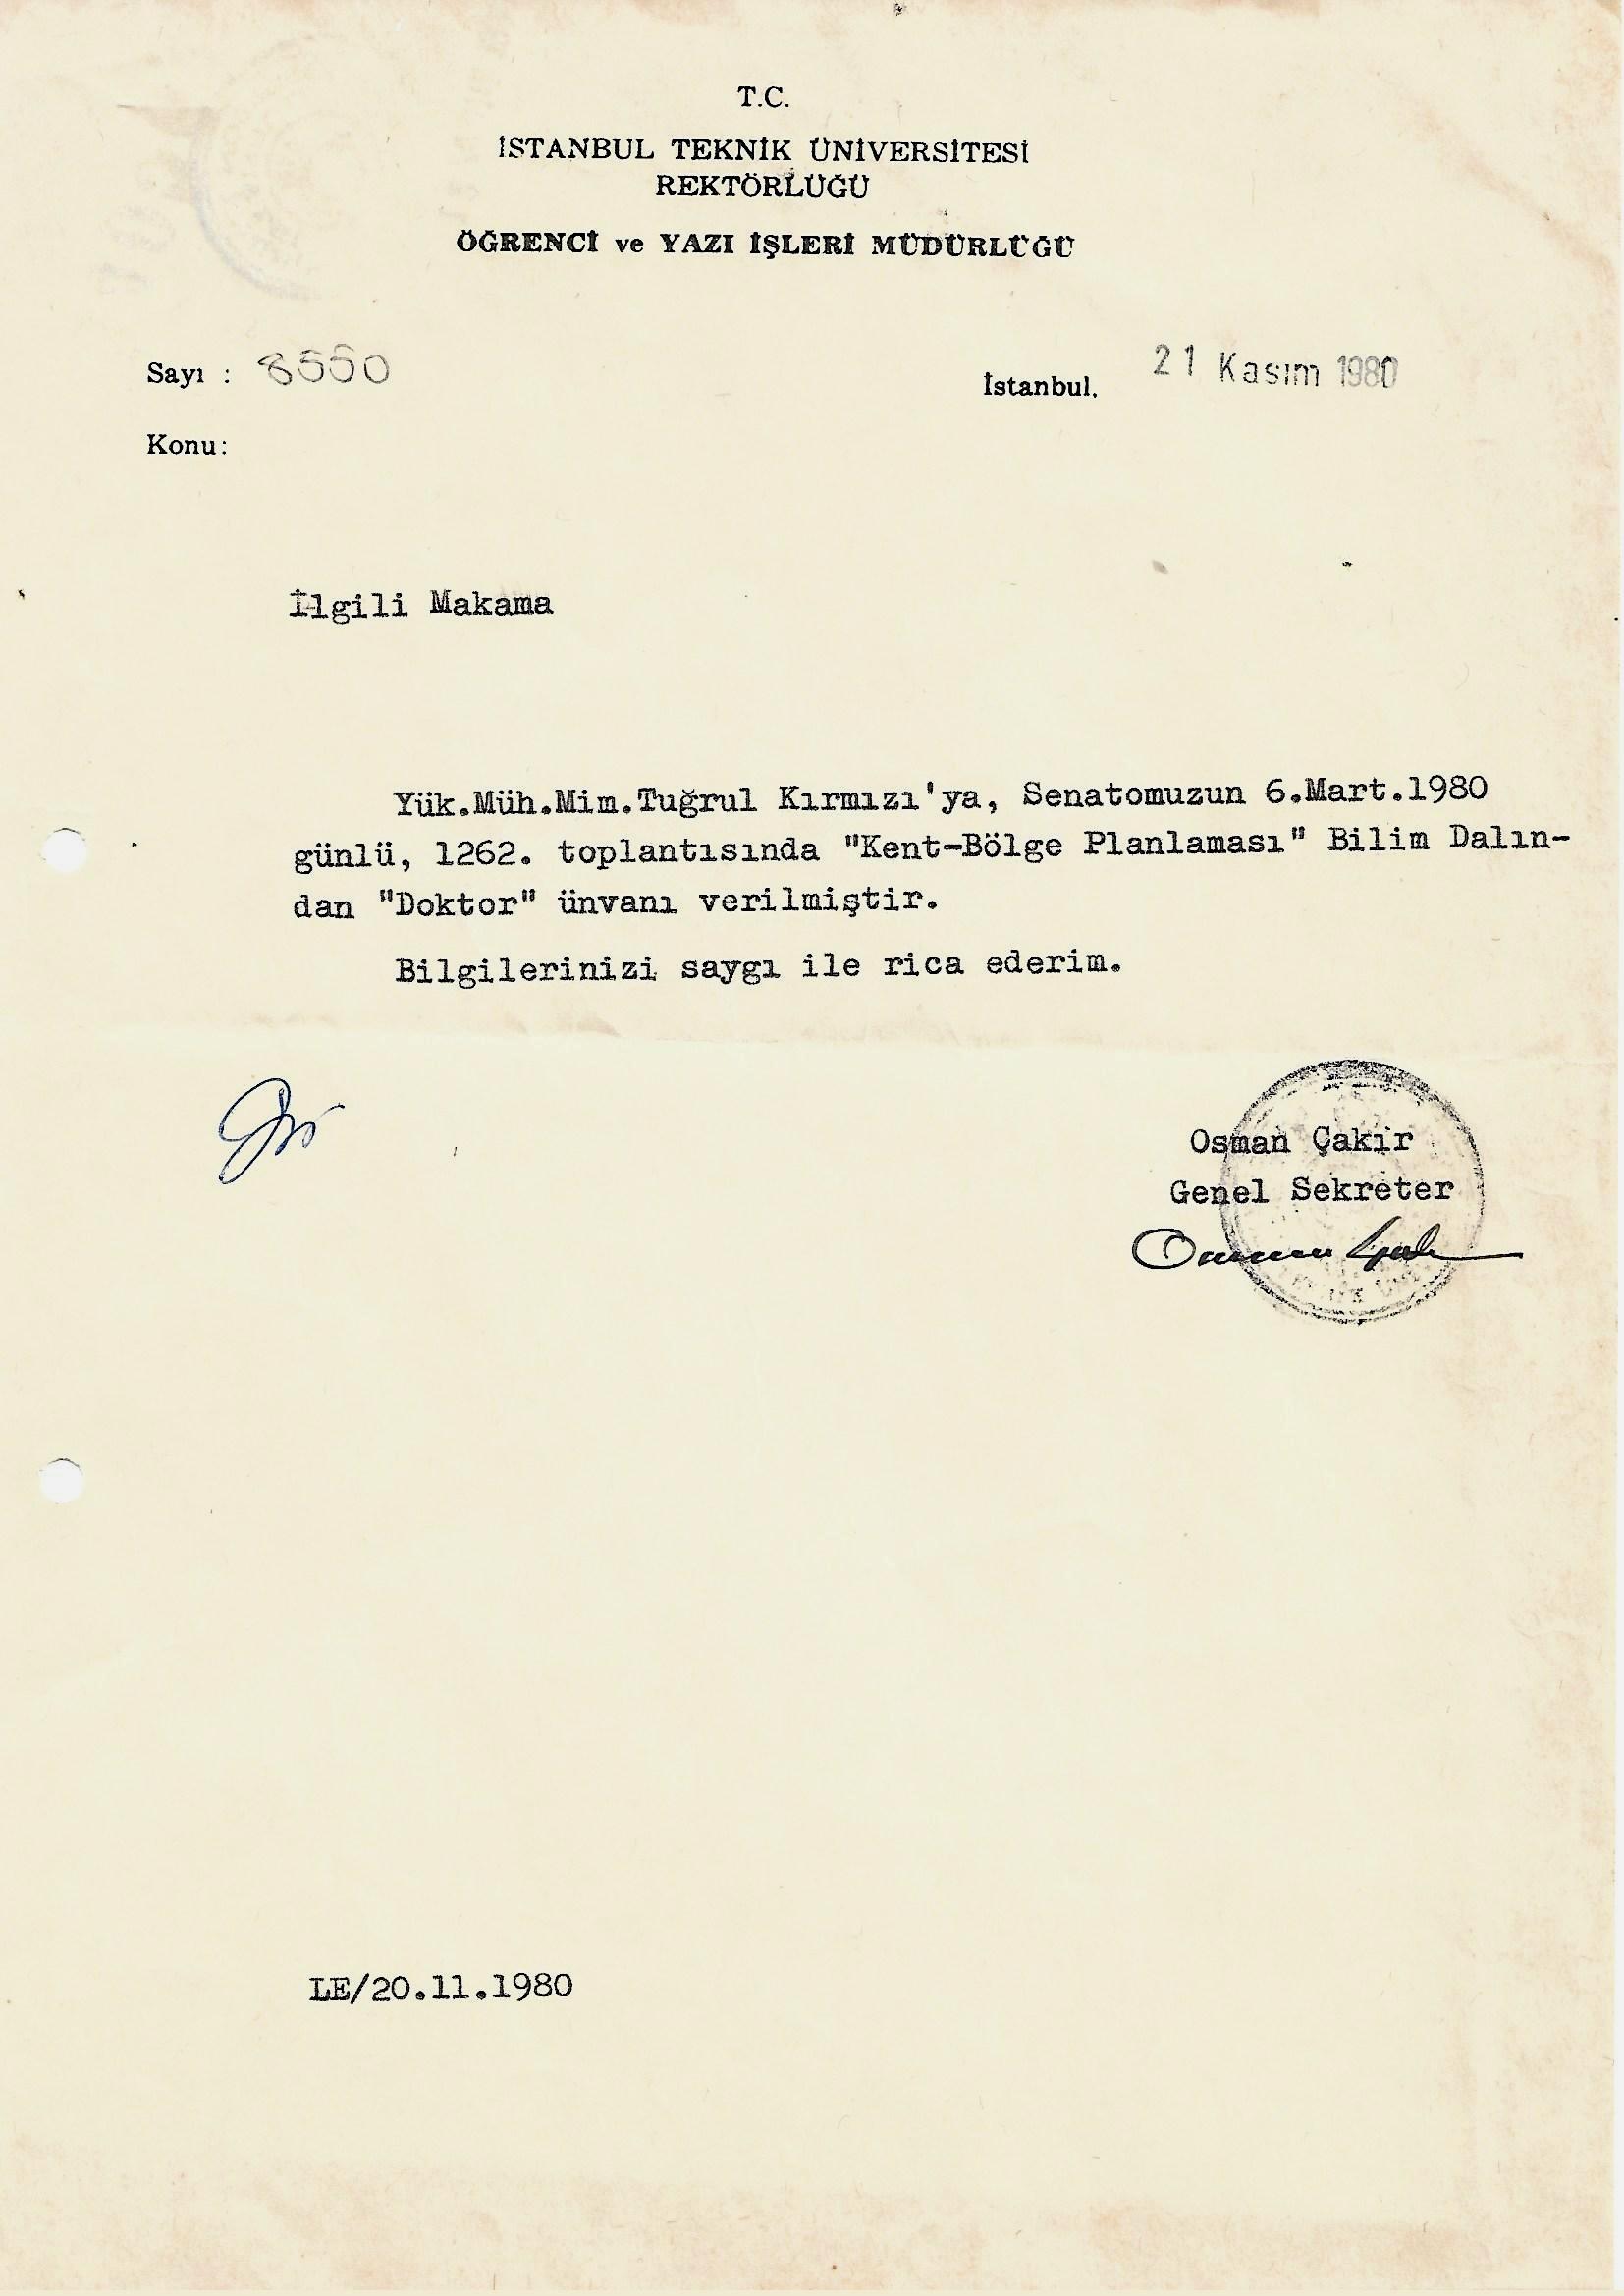 T.C.
İSTANBUL TEKNİK ÜNİVERSİTESİ
REKTÖRLÜĞÜ
ÖĞRENCİ ve YAZI İŞLERİ MÜDÜRLÜĞÜ
Sayı : 8550
İstanbul, 21 Kasım 1980
Konu:
İlgili Makama
Yük.Müh.Mim.Tuğrul Kırmızı'ya, Senatomuzun 6.Mart.1980
günlü, 1262. toplantısında "Kent-Bölge Planlaması" Bilim Dalın-
dan "Doktor" ünvanı verilmiştir.
Bilgilerinizi saygı ile rica ederim.
Osman Çakır
Genel Sekreter
LE/20.11.1980